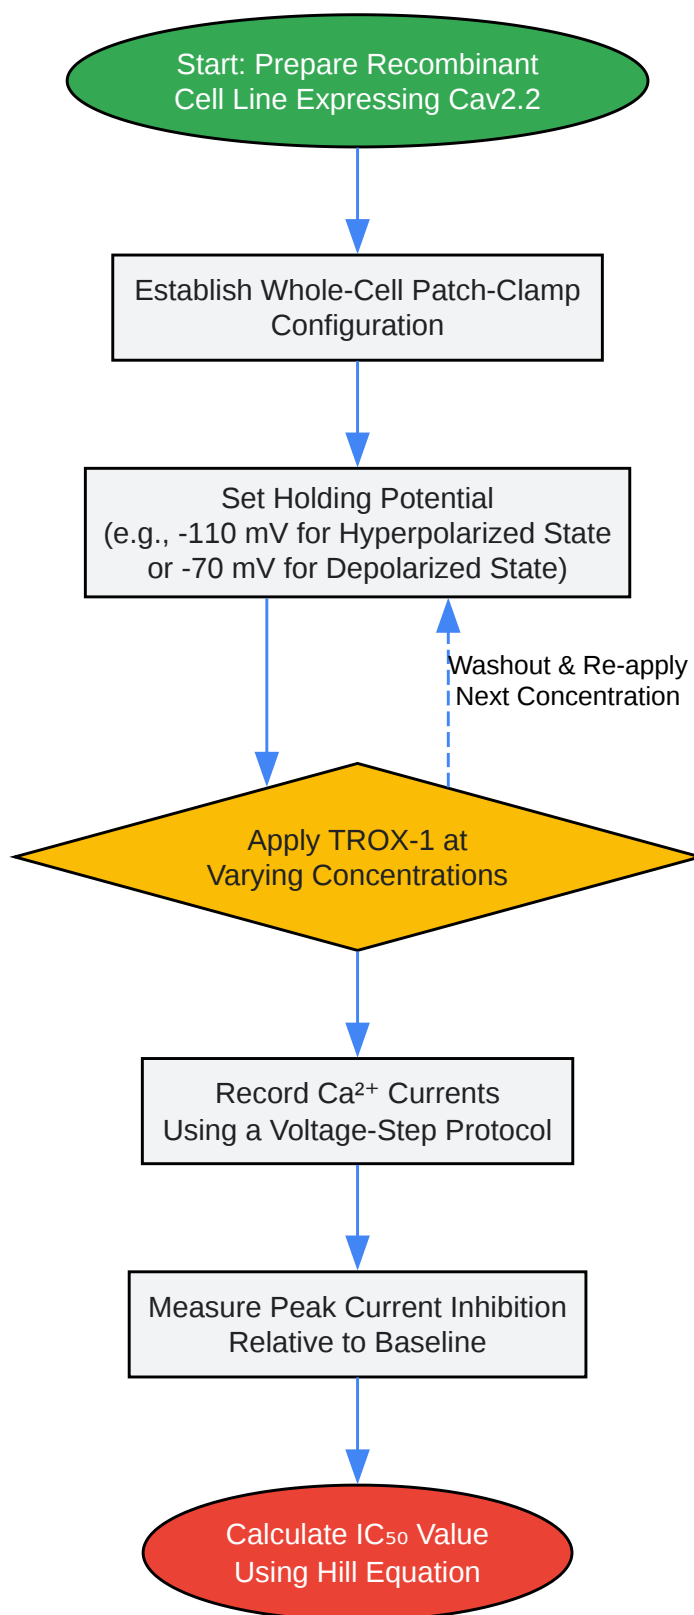 Start: Prepare Recombinant
Cell Line Expressing Cav2.2
Establish Whole-Cell Patch-Clamp
Configuration
Set Holding Potential
(e.g., -110 mV for Hyperpolarized State
or -70 mV for Depolarized State)
Washout & Re-apply
Next Concentration
Apply TROX-1 at
Varying Concentrations
Record Ca²⁺ Currents
Using a Voltage-Step Protocol
Measure Peak Current Inhibition
Relative to Baseline
Calculate IC₅₀ Value
Using Hill Equation